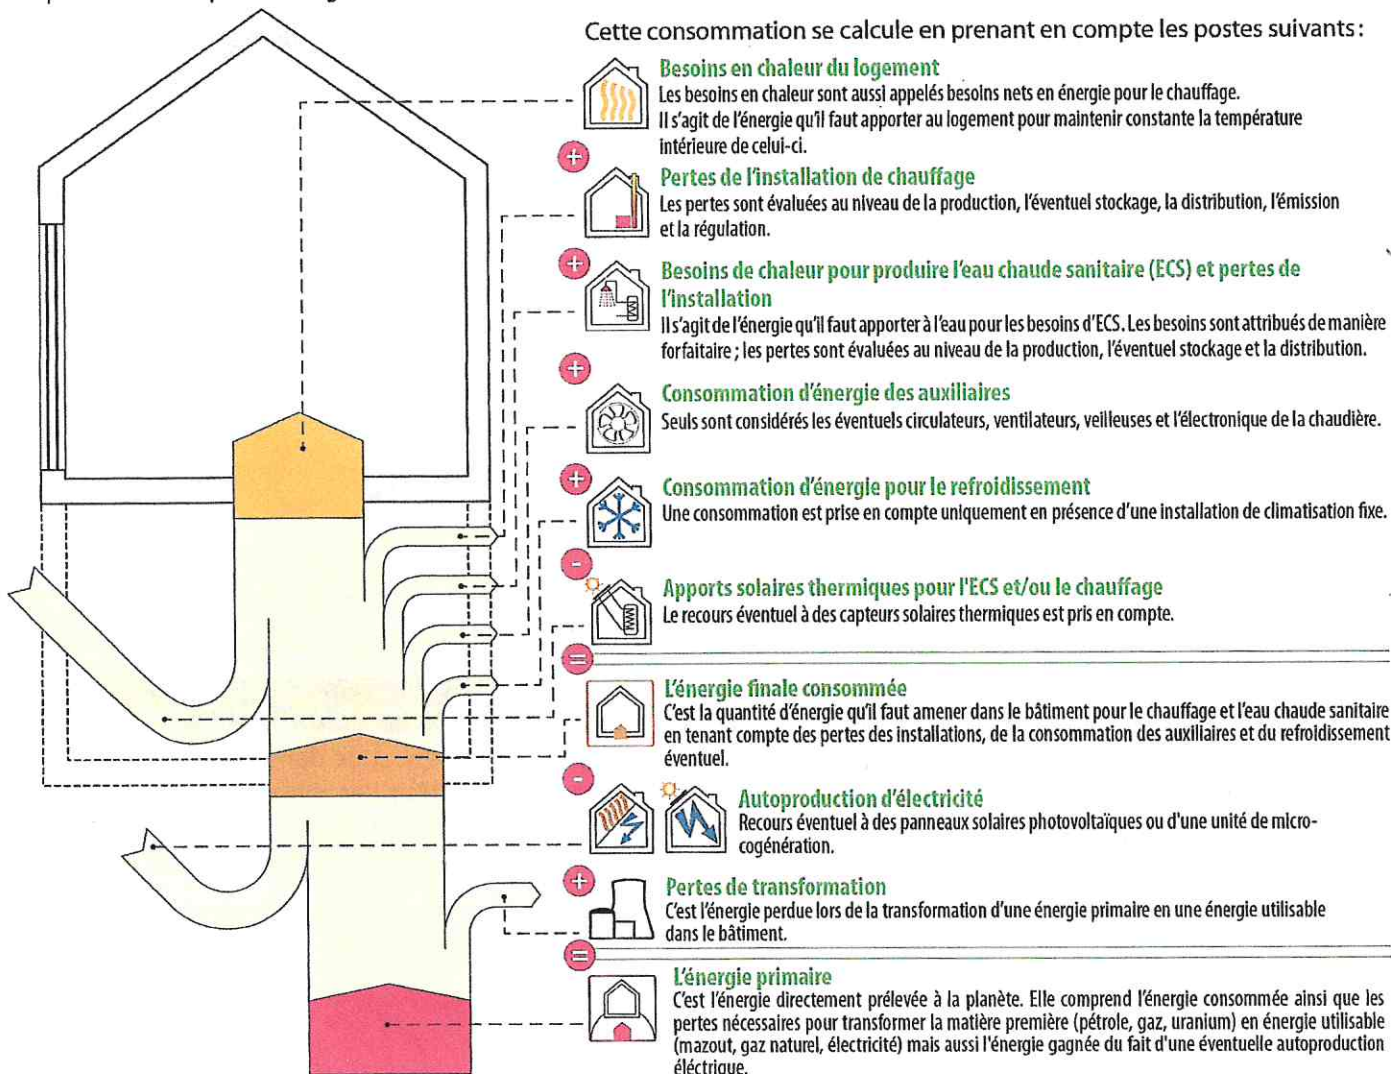 Cette consommation se calcule en prenant en compte les postes suivants :
Besoins en chaleur du logement
Les besoins en chaleur sont aussi appelés besoins nets en énergie pour le chauffage.
Il s'agit de l'énergie qu'il faut apporter au logement pour maintenir constante la température
intérieure de celui-ci.
+
Pertes de l'installation de chauffage
Les pertes sont évaluées au niveau de la production, l'éventuel stockage, la distribution, l'émission
et la régulation.
+
Besoins de chaleur pour produire l'eau chaude sanitaire (ECS) et pertes de
l'installation
Il s'agit de l'énergie qu'il faut apporter à l'eau pour les besoins d'ECS. Les besoins sont attribués de manière
forfaitaire ; les pertes sont évaluées au niveau de la production, l'éventuel stockage et la distribution.
+
Consommation d'énergie des auxiliaires
Seuls sont considérés les éventuels circulateurs, ventilateurs, veilleuses et l'électronique de la chaudière.
+
Consommation d'énergie pour le refroidissement
Une consommation est prise en compte uniquement en présence d'une installation de climatisation fixe.
-
Apports solaires thermiques pour l'ECS et/ou le chauffage
Le recours éventuel à des capteurs solaires thermiques est pris en compte.
=
L'énergie finale consommée
C'est la quantité d'énergie qu'il faut amener dans le bâtiment pour le chauffage et l'eau chaude sanitaire
en tenant compte des pertes des installations, de la consommation des auxiliaires et du refroidissement
éventuel.
-
Autoproduction d'électricité
Recours éventuel à des panneaux solaires photovoltaïques ou d'une unité de micro-
cogénération.
+
Pertes de transformation
C'est l'énergie perdue lors de la transformation d'une énergie primaire en une énergie utilisable
dans le bâtiment.
=
L'énergie primaire
C'est l'énergie directement prélevée à la planète. Elle comprend l'énergie consommée ainsi que les
pertes nécessaires pour transformer la matière première (pétrole, gaz, uranium) en énergie utilisable
(mazout, gaz naturel, électricité) mais aussi l'énergie gagnée du fait d'une éventuelle autoproduction
éléctrique.